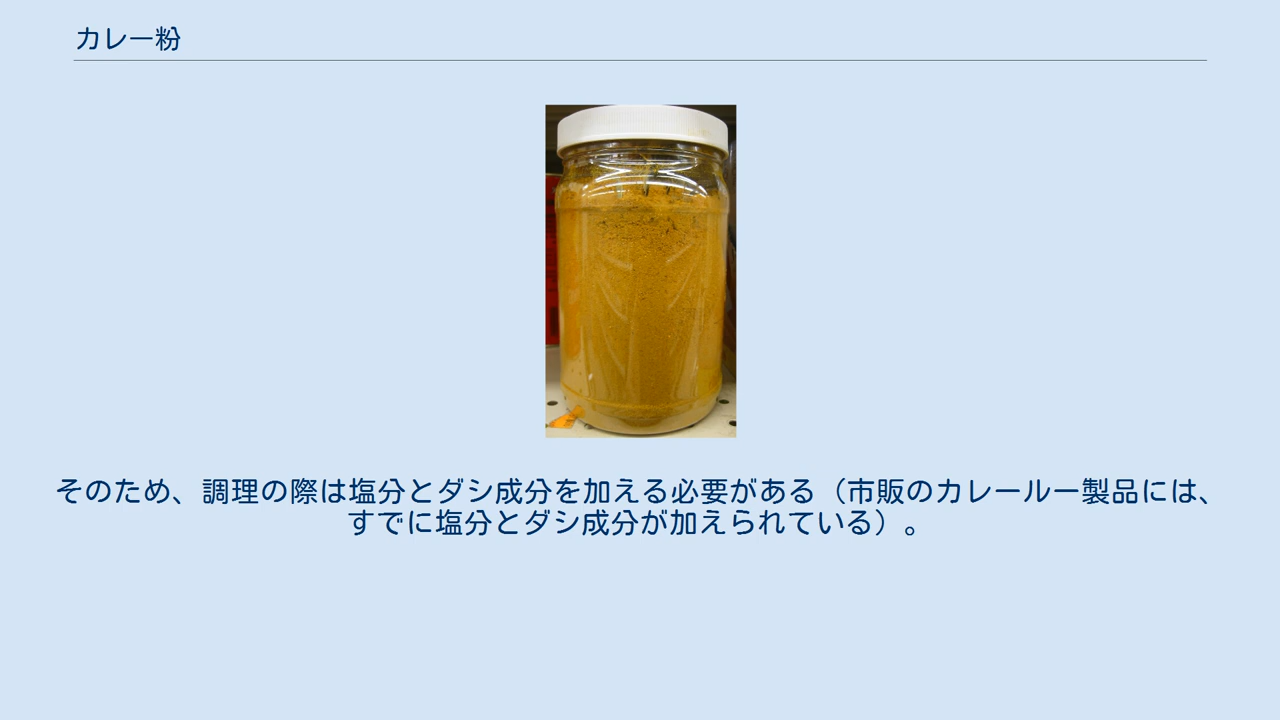 カレー粉
そのため、調理の際は塩分とダシ成分を加える必要がある（市販のカレールー製品には、
すでに塩分とダシ成分が加えられている）。